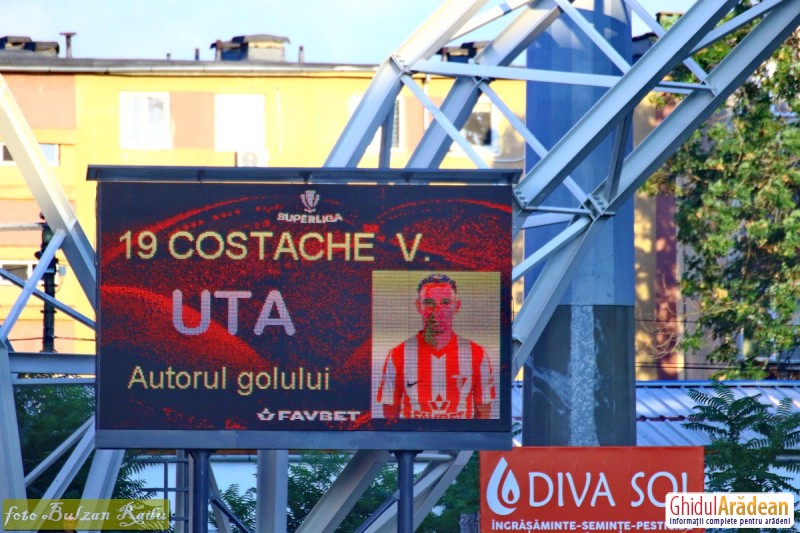 SUPERLIGA
19 COSTACHE V.
UTA
Autorul golului
FAVBET
DIVA SOL
ÎNGRĂȘĂMINTE-SEMINȚE-PESTI
GhidulArădean
Informații complete pentru arădeni
foto Bulzan Radu